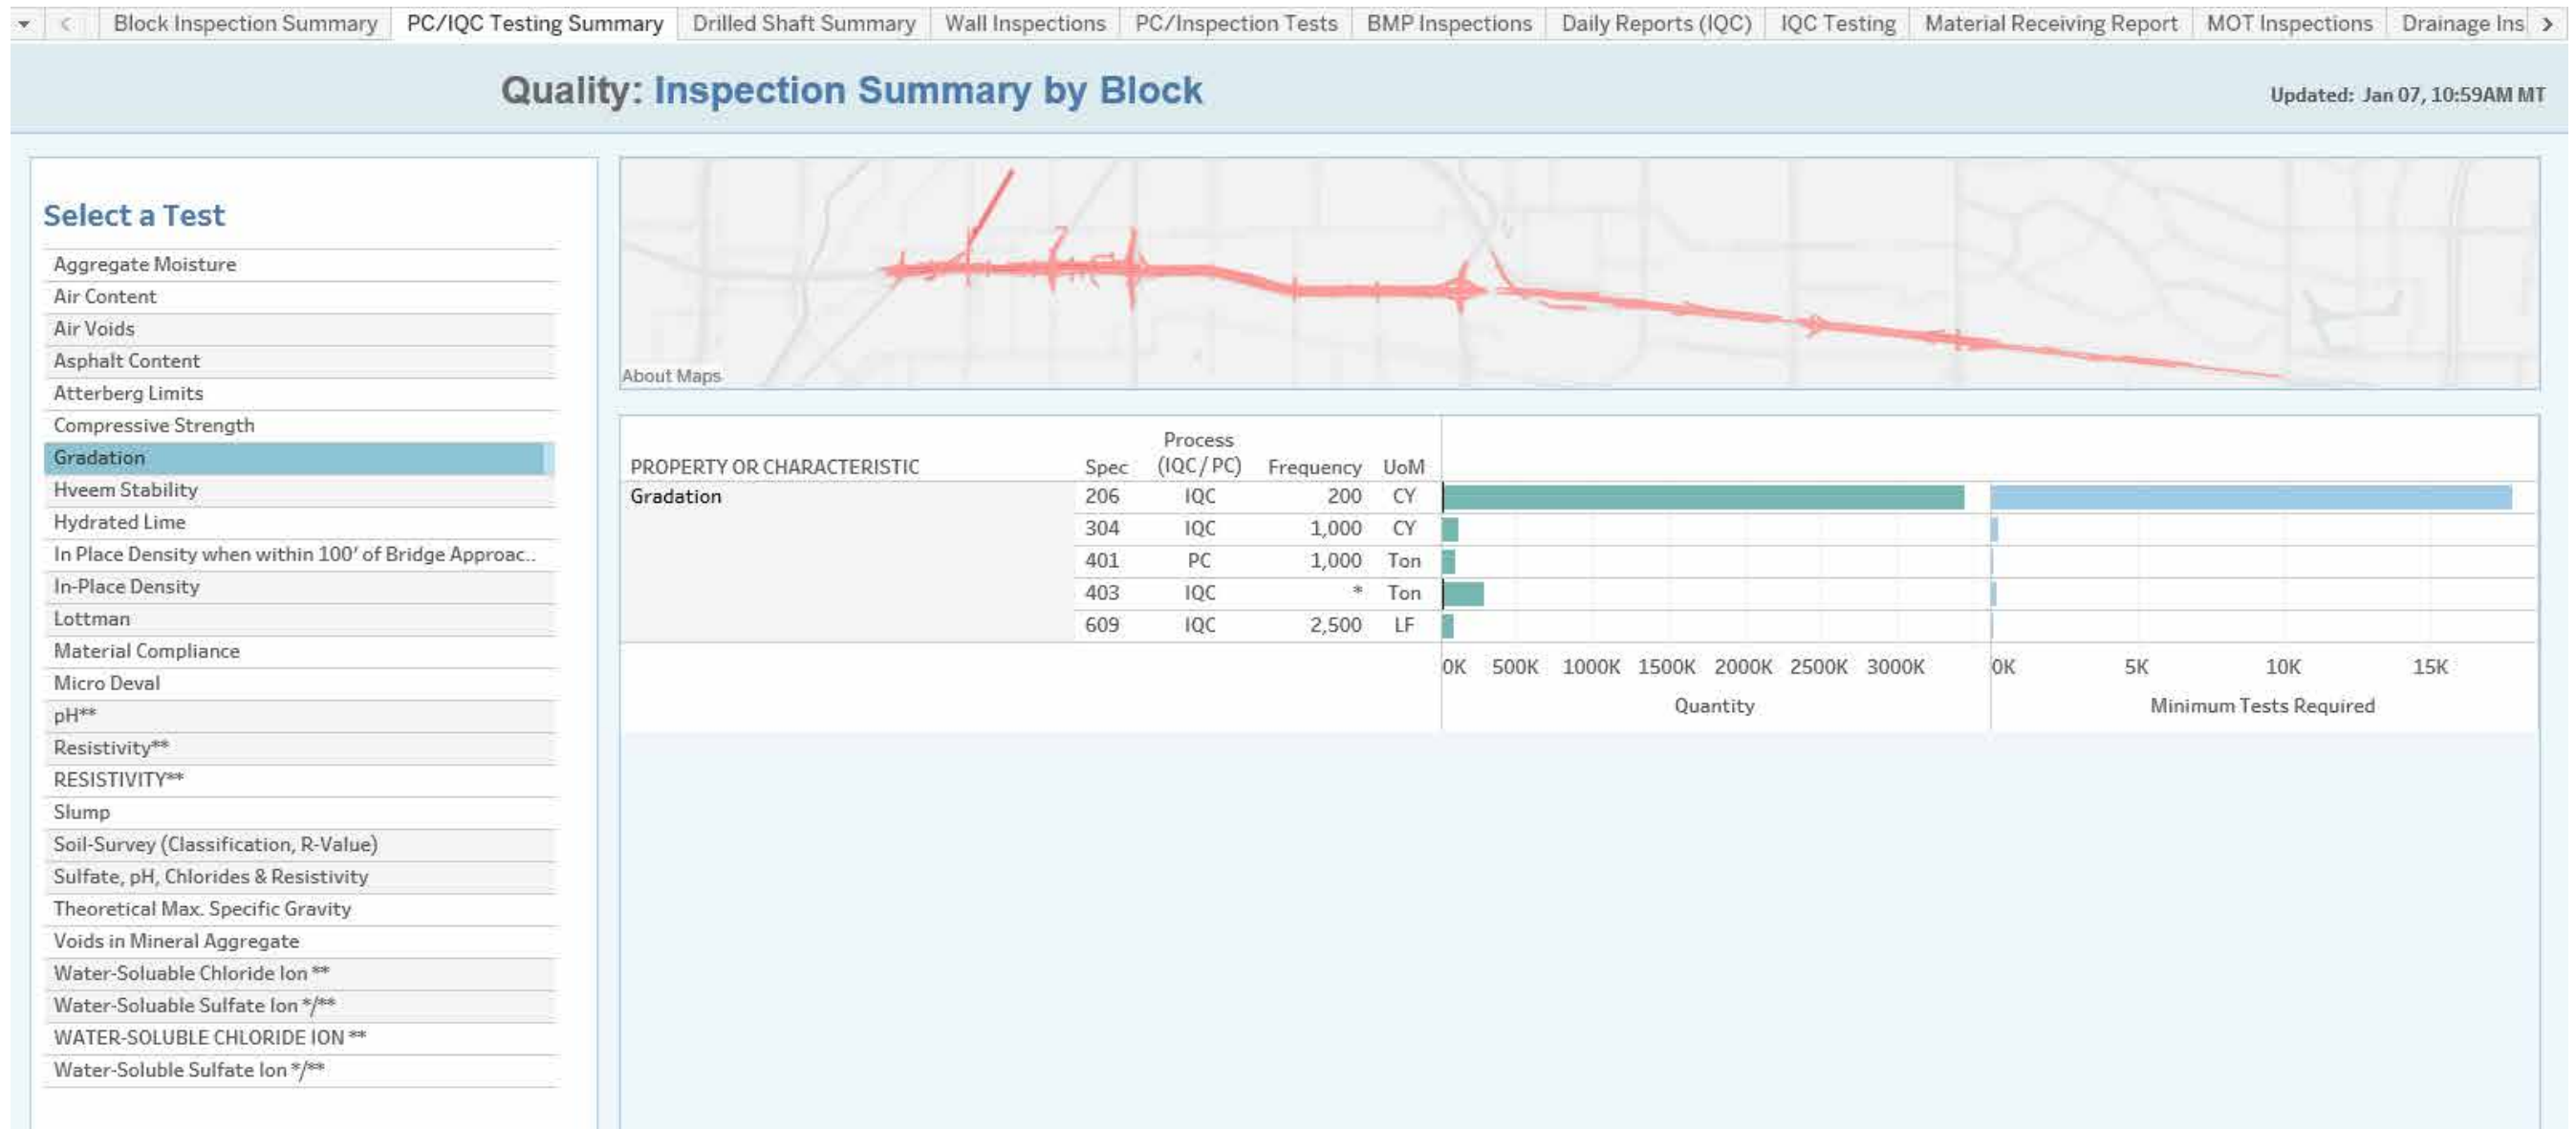 Block Inspection Summary PC/IQC Testing Summary Drilled Shaft Summary Wall Inspections PC/Inspection Tests BMP Inspections Daily Reports (IQC) IQC Testing Material Receiving Report MOT Inspections Drainage Ins
Quality: Inspection Summary by Block
Updated: Jan 07, 10:59AM MT
Select a Test
Aggregate Moisture
Air Content
Air Voids
Asphalt Content
Atterberg Limits
Compressive Strength
Gradation
Hveem Stability
Hydrated Lime
In Place Density when within 100' of Bridge Approac..
In-Place Density
Lottman
Material Compliance
Micro Deval
pH**
Resistivity**
RESISTIVITY**
Slump
Soil-Survey (Classification, R-Value)
Sulfate, pH, Chlorides & Resistivity
Theoretical Max. Specific Gravity
Voids in Mineral Aggregate
Water-Soluable Chloride Ion **
Water-Soluable Sulfate Ion */**
WATER-SOLUBLE CHLORIDE ION **
Water-Soluble Sulfate Ion */**
About Maps
Process
PROPERTY OR CHARACTERISTIC Spec (IQC/PC) Frequency UoM
Gradation 206 IQC 200 CY
304 IQC 1,000 CY
401 PC 1,000 Ton
403 IQC * Ton
609 IQC 2,500 LF
0K 500K 1000K 1500K 2000K 2500K 3000K 0K 5K 10K 15K
Quantity Minimum Tests Required